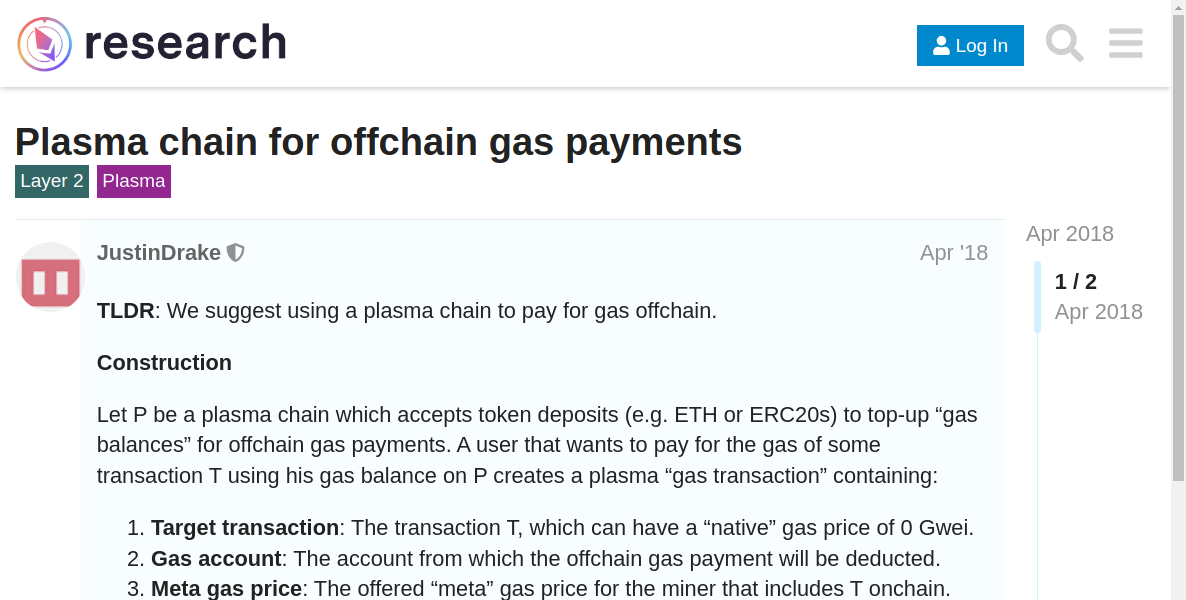 research
Log In
Plasma chain for offchain gas payments
Layer 2 Plasma
JustinDrake Apr '18
Apr 2018
1 / 2
Apr 2018
TLDR: We suggest using a plasma chain to pay for gas offchain.
Construction
Let P be a plasma chain which accepts token deposits (e.g. ETH or ERC20s) to top-up “gas
balances” for offchain gas payments. A user that wants to pay for the gas of some
transaction T using his gas balance on P creates a plasma “gas transaction” containing:
1. Target transaction: The transaction T, which can have a “native” gas price of 0 Gwei.
2. Gas account: The account from which the offchain gas payment will be deducted.
3. Meta gas price: The offered “meta” gas price for the miner that includes T onchain.